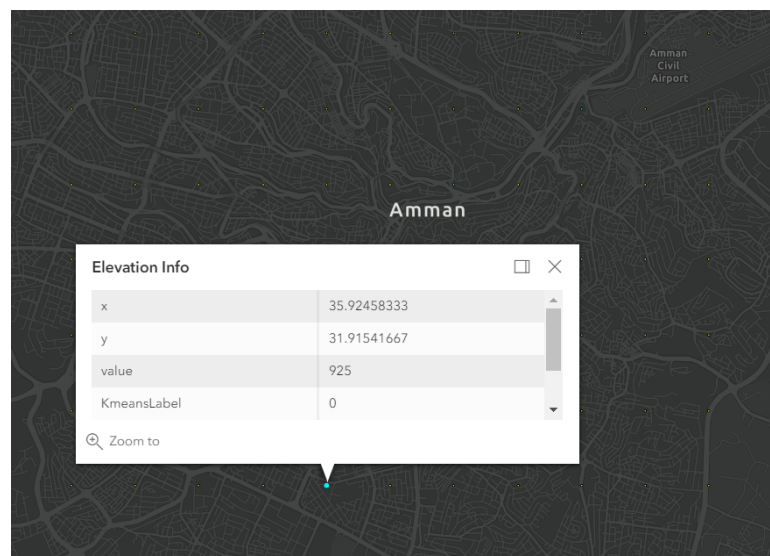 Amman
Civil
Airport
Amman
Elevation Info
x 35.92458333
y 31.91541667
value 925
KmeansLabel 0
Zoom to